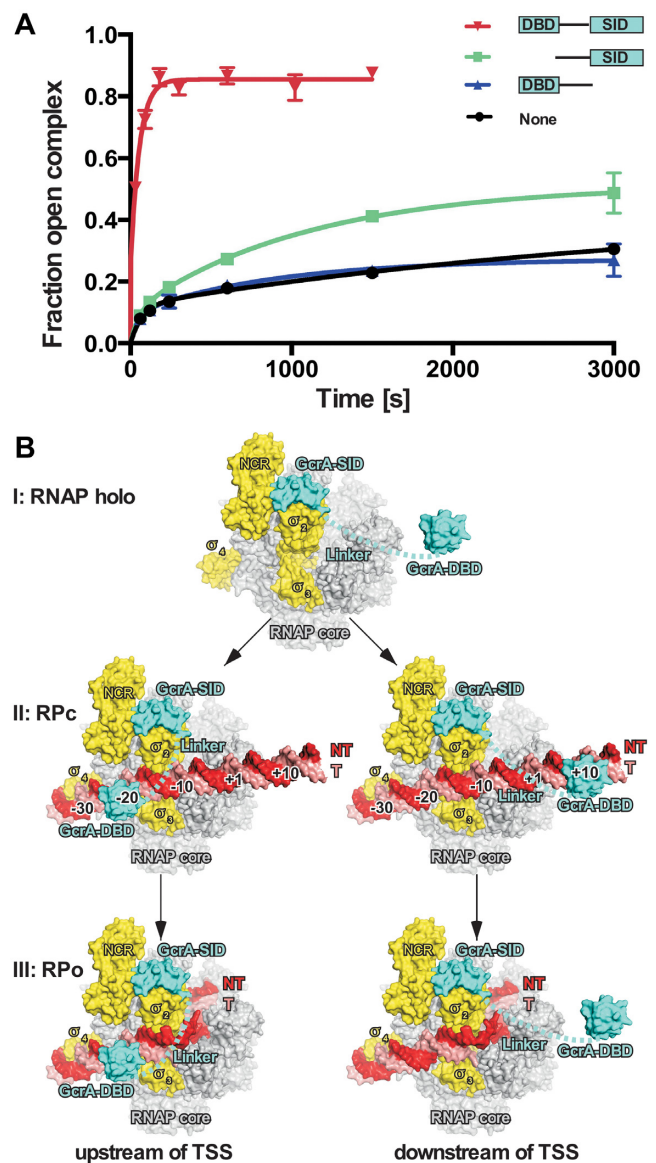 A
Fraction open complex
1.0
0.8
0.6
0.4
0.2
0.0
0
1000
2000
3000
Time [s]
DBD SID
SID
DBD
None
B
I: RNAP holo
NCR
GcrA-SID
σ2
σ4
Linker
σ3
GcrA-DBD
RNAP core
II: RPc
NCR
GcrA-SID
σ2
Linker
NT
T
σ4
-30
-20
-10
+1
+10
GcrA-DBD
σ3
RNAP core
NCR
GcrA-SID
σ2
NT
T
σ4
-30
-20
-10
+1
+10
Linker
GcrA-DBD
σ3
RNAP core
III: RPo
NCR
GcrA-SID
NT
T
σ2
σ4
Linker
GcrA-DBD
σ3
RNAP core
NCR
GcrA-SID
NT
T
σ2
σ4
Linker
GcrA-DBD
σ3
RNAP core
upstream of TSS
downstream of TSS